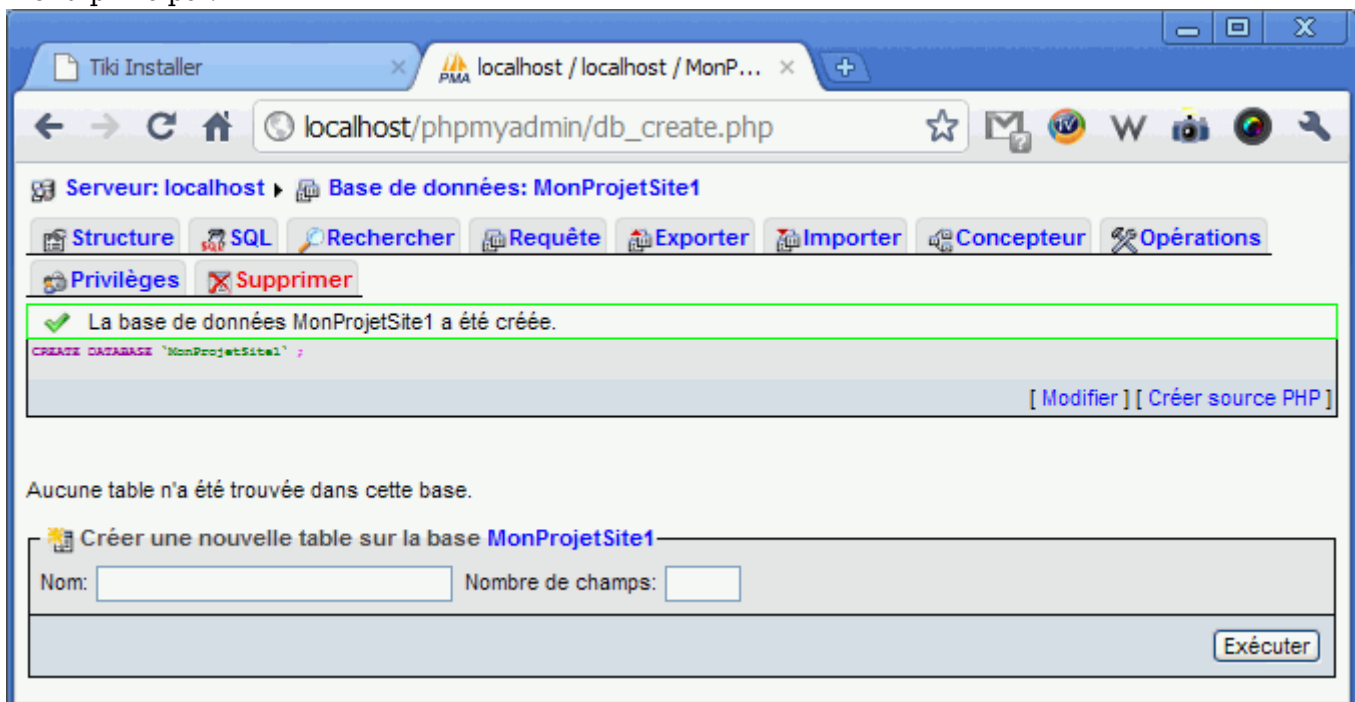 Tiki Installer
PMA localhost / localhost / MonP...
localhost/phpmyadmin/db_create.php
Serveur: localhost Base de données: MonProjetSite1
Structure SQL Rechercher Requête Exporter Importer Concepteur Opérations
Privilèges Supprimer
La base de données MonProjetSite1 a été créée.
CREATE DATABASE `MonProjetSite1` ;
[ Modifier ] [ Créer source PHP ]
Aucune table n'a été trouvée dans cette base.
Créer une nouvelle table sur la base MonProjetSite1
Nom: Nombre de champs:
Exécuter